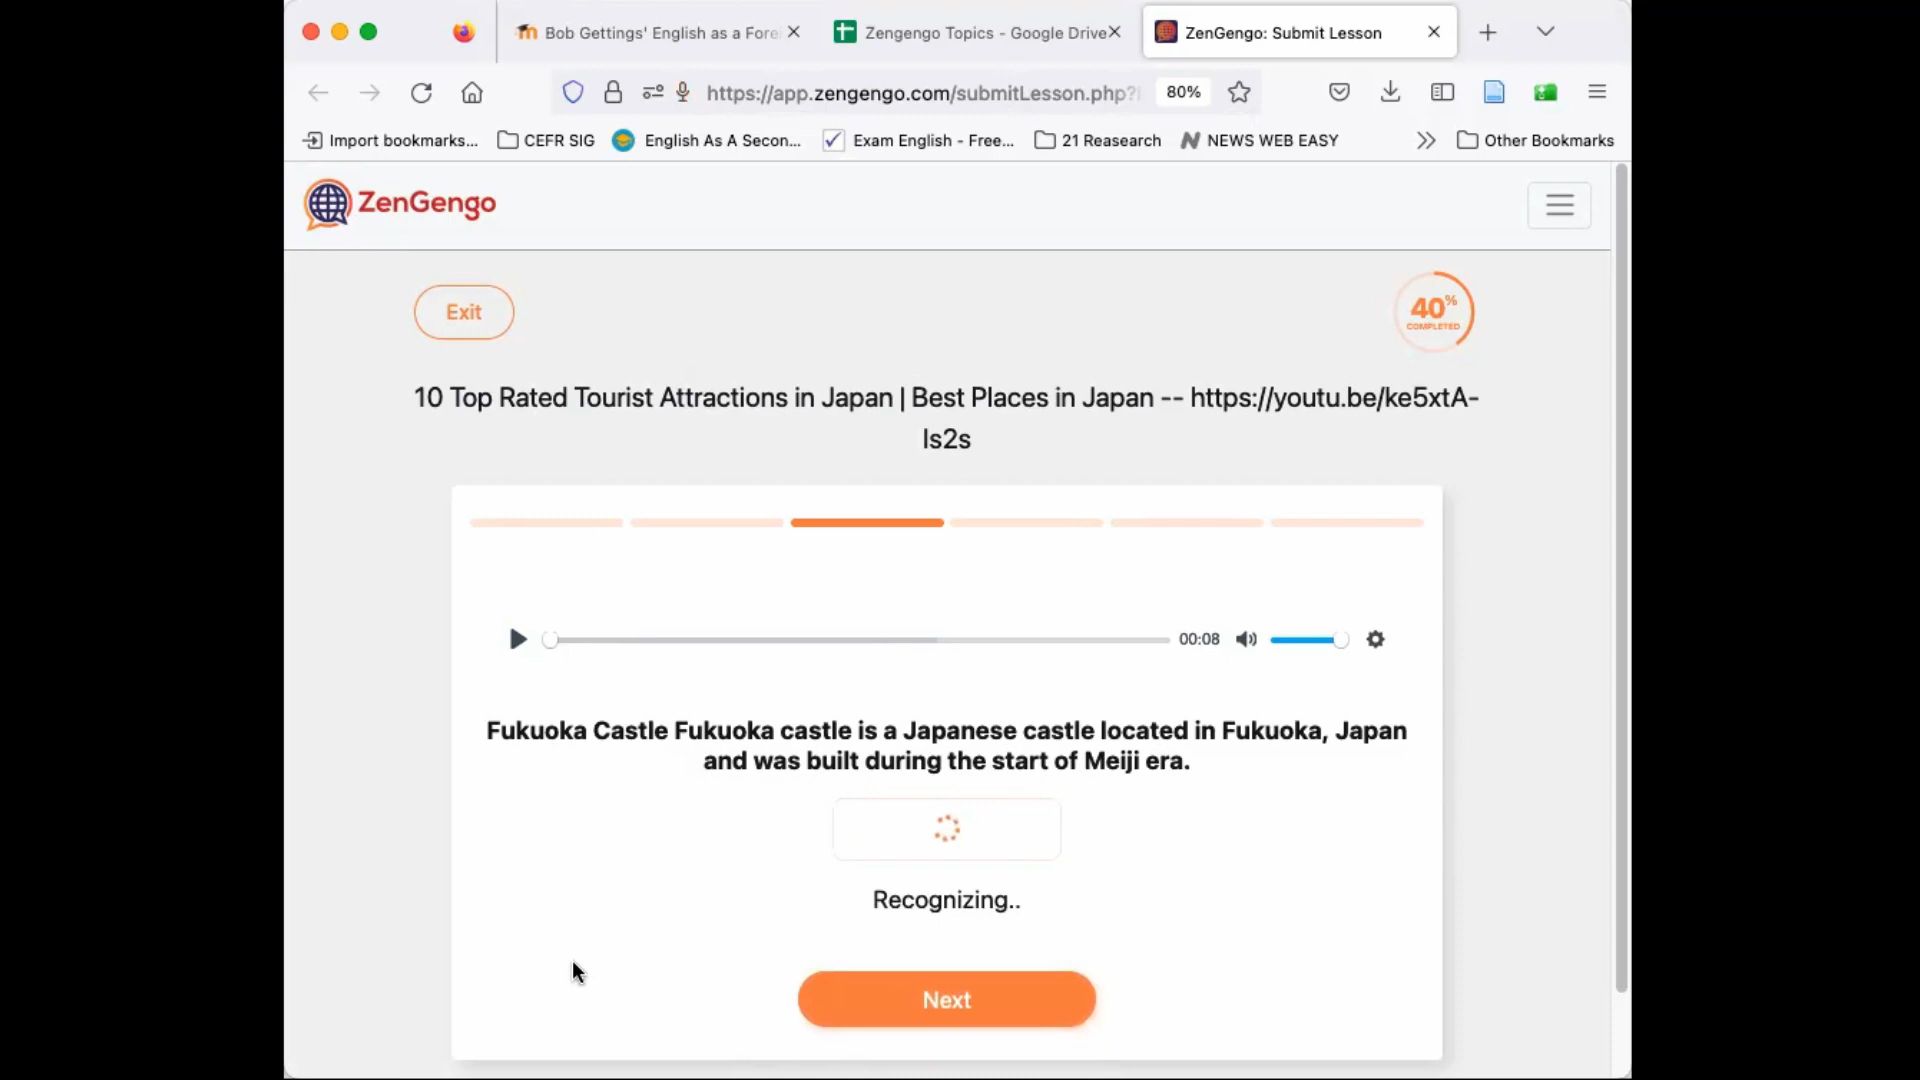 Bob Gettings' English as a Forei
Zengengo Topics - Google Drive
ZenGengo: Submit Lesson
https://app.zengengo.com/submitLesson.php?
80%
Import bookmarks...
CEFR SIG
English As A Secon...
Exam English - Free...
21 Reasearch
NEWS WEB EASY
Other Bookmarks
ZenGengo
Exit
40%
COMPLETED
10 Top Rated Tourist Attractions in Japan | Best Places in Japan -- https://youtu.be/ke5xtA-
Is2s
00:08
Fukuoka Castle Fukuoka castle is a Japanese castle located in Fukuoka, Japan
and was built during the start of Meiji era.
Recognizing..
Next